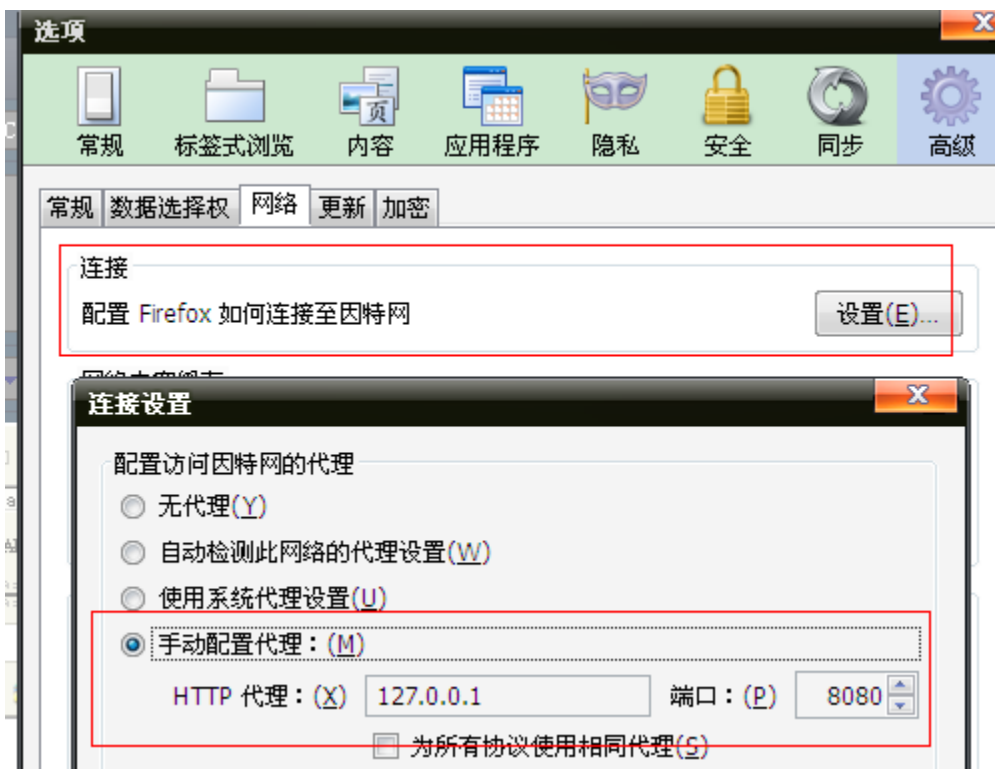 选项
页
常规 标签式浏览 内容 应用程序 隐私 安全 同步 高级
常规 数据选择权 网络 更新 加密
连接
配置 Firefox 如何连接至因特网 设置(E)...
连接设置
配置访问因特网的代理
无代理(Y)
自动检测此网络的代理设置(W)
使用系统代理设置(U)
手动配置代理：(M)
HTTP 代理：(X) 127.0.0.1 端口：(P) 8080
为所有协议使用相同代理(S)